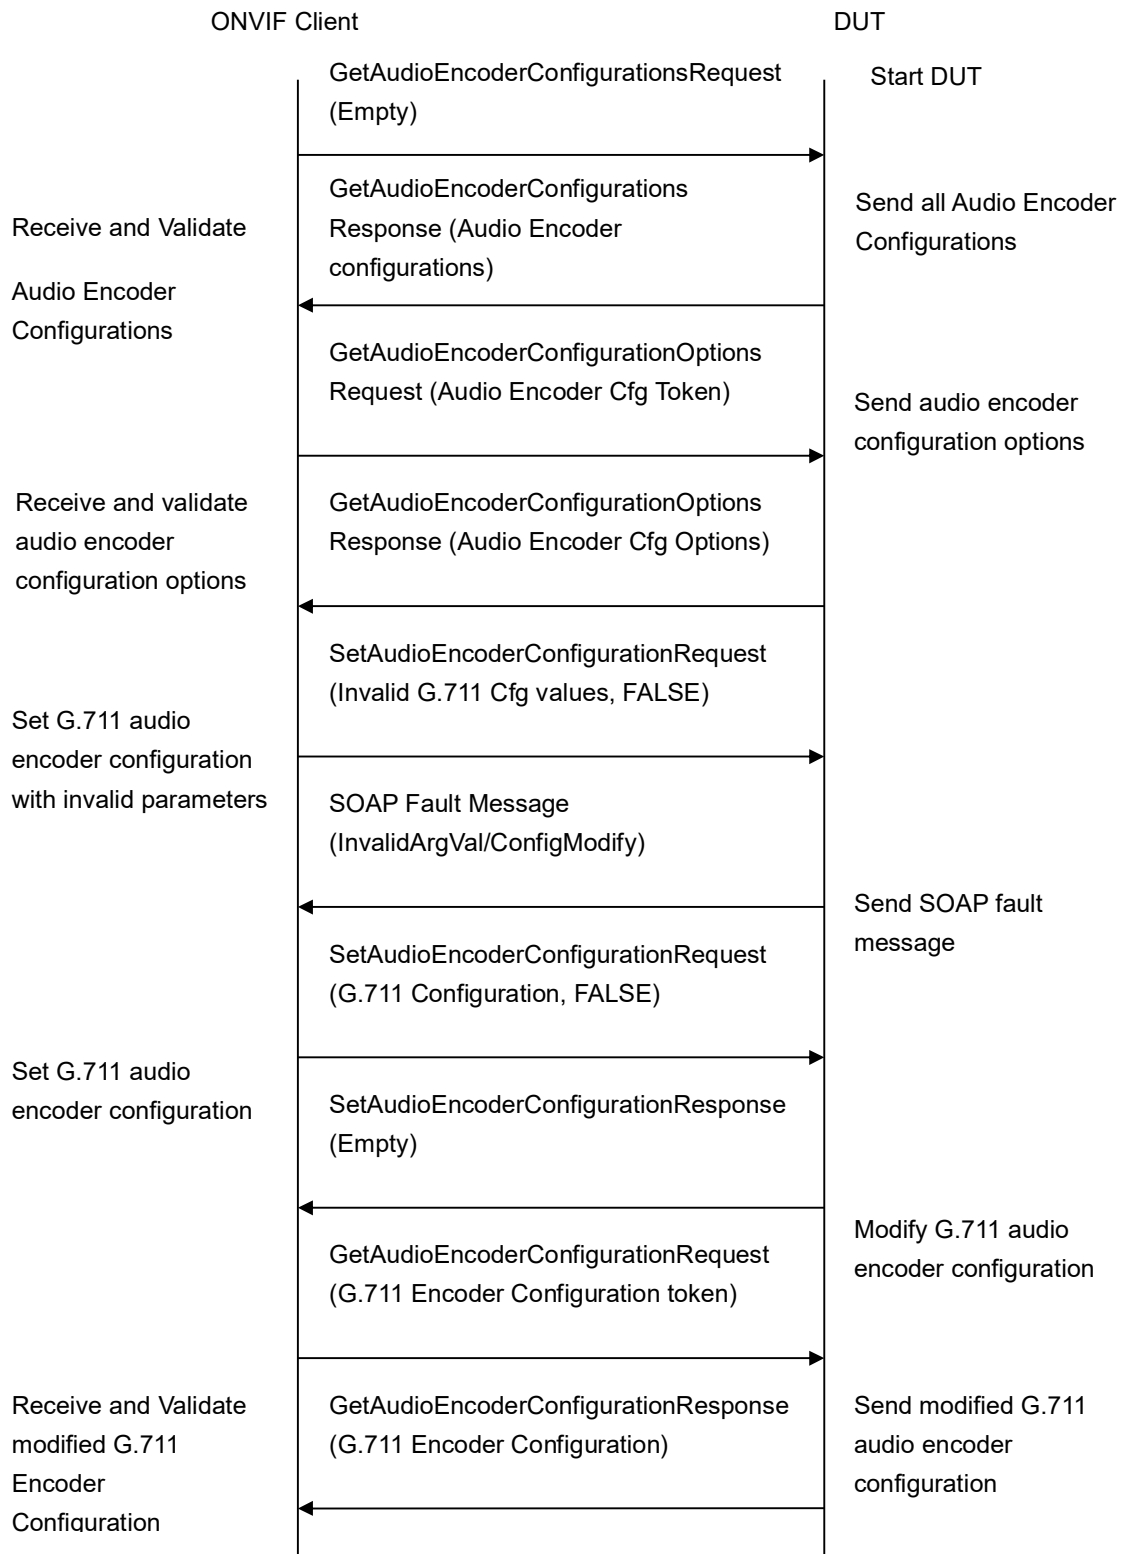 ONVIF Client
DUT
GetAudioEncoderConfigurationsRequest
(Empty)
Start DUT
GetAudioEncoderConfigurations
Response (Audio Encoder
configurations)
Send all Audio Encoder
Configurations
Receive and Validate
Audio Encoder
Configurations
GetAudioEncoderConfigurationOptions
Request (Audio Encoder Cfg Token)
Send audio encoder
configuration options
Receive and validate
audio encoder
configuration options
GetAudioEncoderConfigurationOptions
Response (Audio Encoder Cfg Options)
SetAudioEncoderConfigurationRequest
(Invalid G.711 Cfg values, FALSE)
Set G.711 audio
encoder configuration
with invalid parameters
SOAP Fault Message
(InvalidArgVal/ConfigModify)
Send SOAP fault
message
SetAudioEncoderConfigurationRequest
(G.711 Configuration, FALSE)
Set G.711 audio
encoder configuration
SetAudioEncoderConfigurationResponse
(Empty)
Modify G.711 audio
encoder configuration
GetAudioEncoderConfigurationRequest
(G.711 Encoder Configuration token)
Receive and Validate
modified G.711
Encoder
Configuration
GetAudioEncoderConfigurationResponse
(G.711 Encoder Configuration)
Send modified G.711
audio encoder
configuration